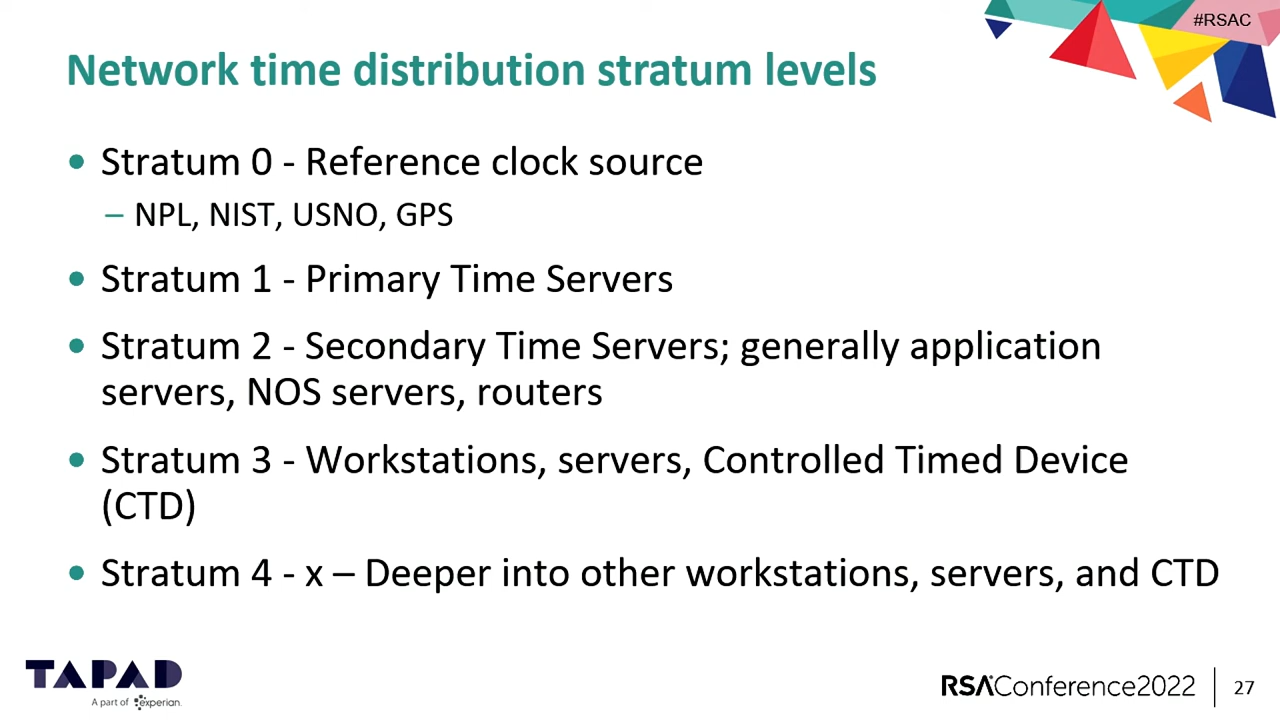 #RSAC
Network time distribution stratum levels
• Stratum 0 - Reference clock source
– NPL, NIST, USNO, GPS
• Stratum 1 - Primary Time Servers
• Stratum 2 - Secondary Time Servers; generally application
servers, NOS servers, routers
• Stratum 3 - Workstations, servers, Controlled Timed Device
(CTD)
• Stratum 4 - x – Deeper into other workstations, servers, and CTD
TAPAD
A part of experian.
RSAConference2022
27